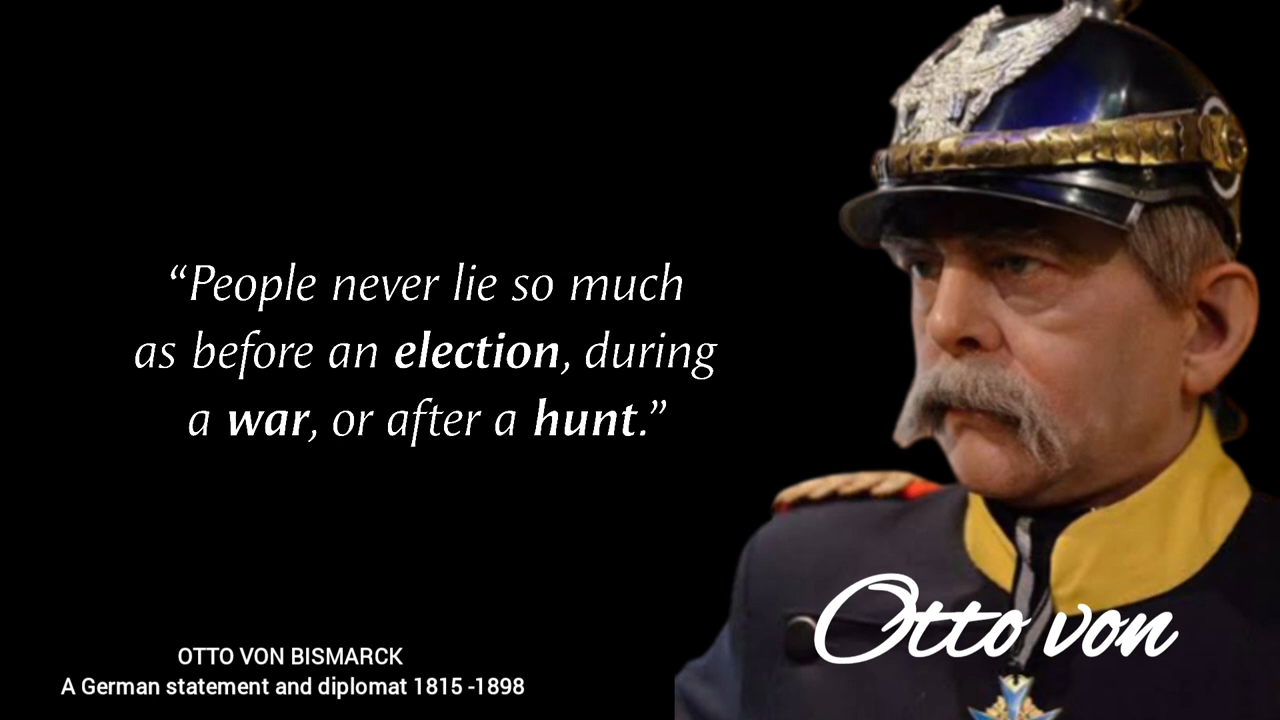 “People never lie so much
as before an election, during
a war, or after a hunt.”
Otto von
OTTO VON BISMARCK
A German statement and diplomat 1815 -1898